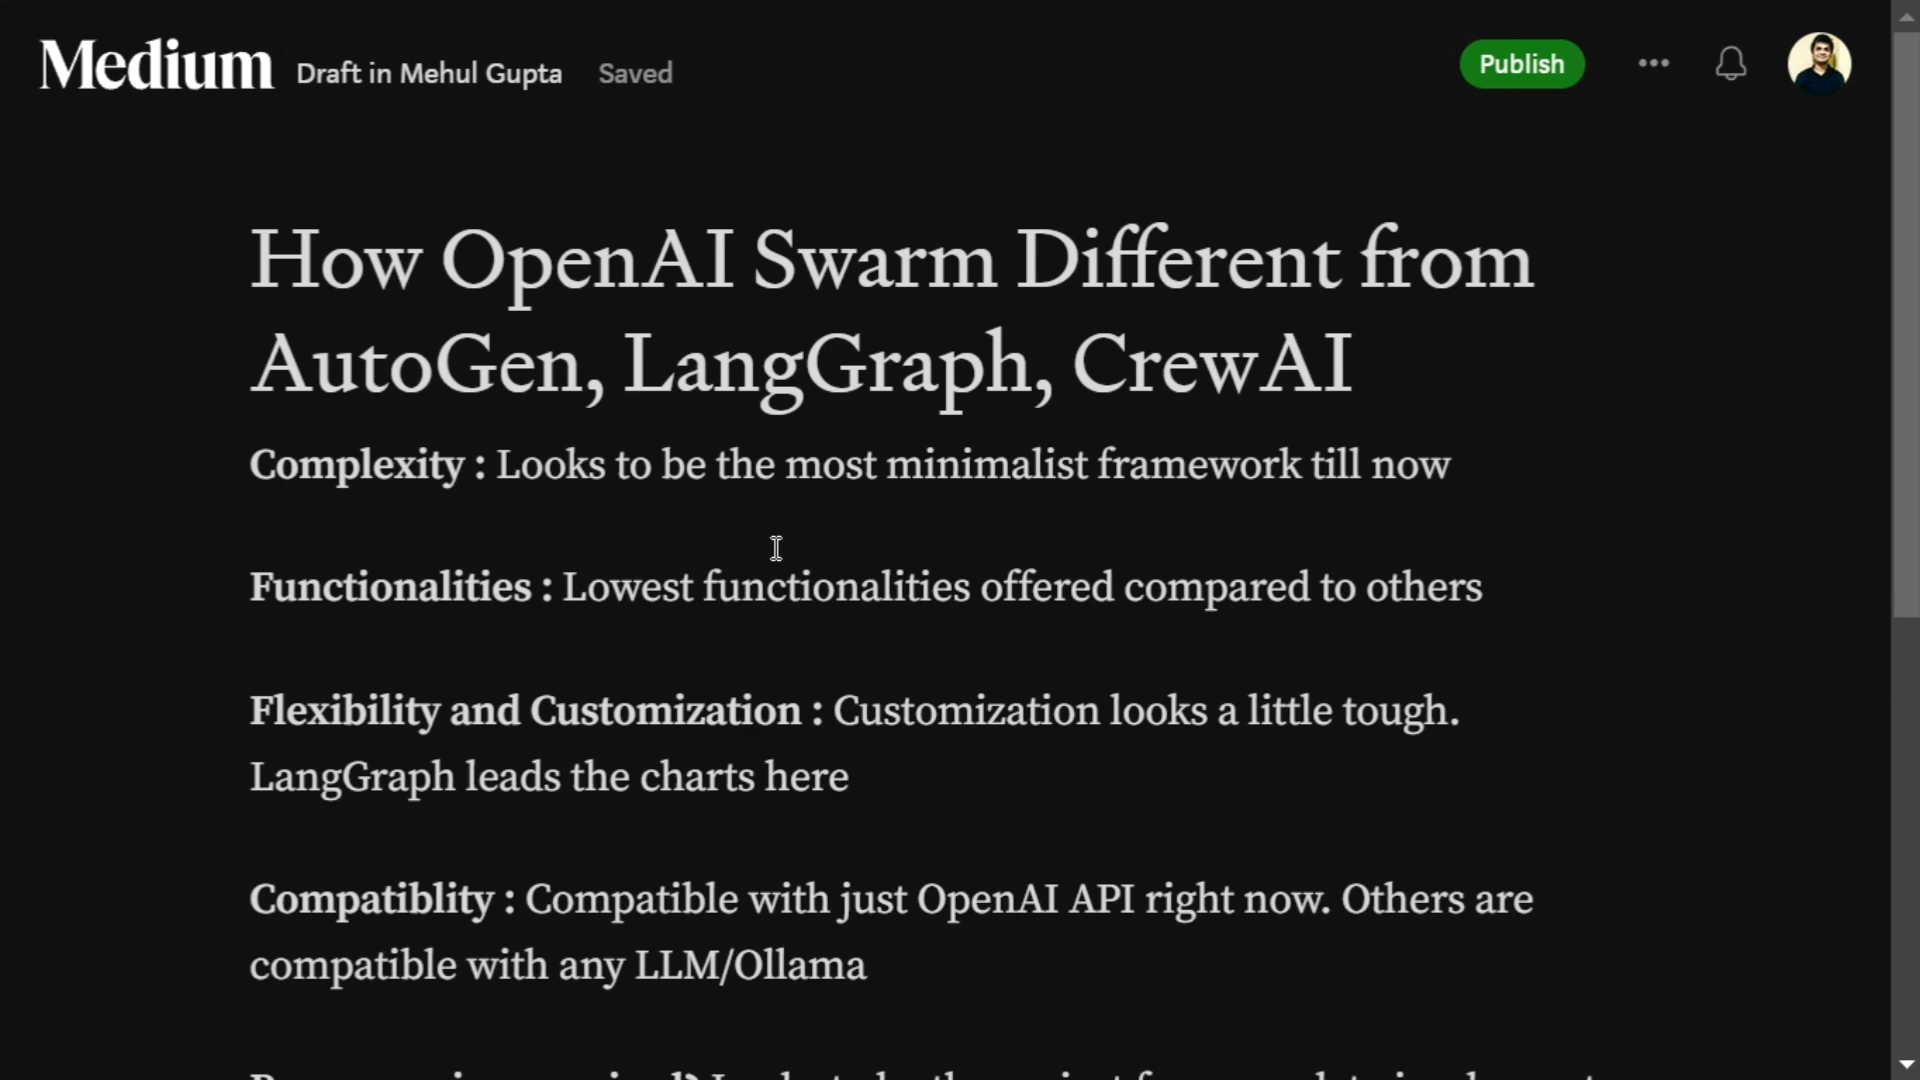 Medium Draft in Mehul Gupta Saved Publish
How OpenAI Swarm Different from
AutoGen, LangGraph, CrewAI
Complexity : Looks to be the most minimalist framework till now
Functionalities : Lowest functionalities offered compared to others
Flexibility and Customization : Customization looks a little tough.
LangGraph leads the charts here
Compatiblity : Compatible with just OpenAI API right now. Others are
compatible with any LLM/Ollama